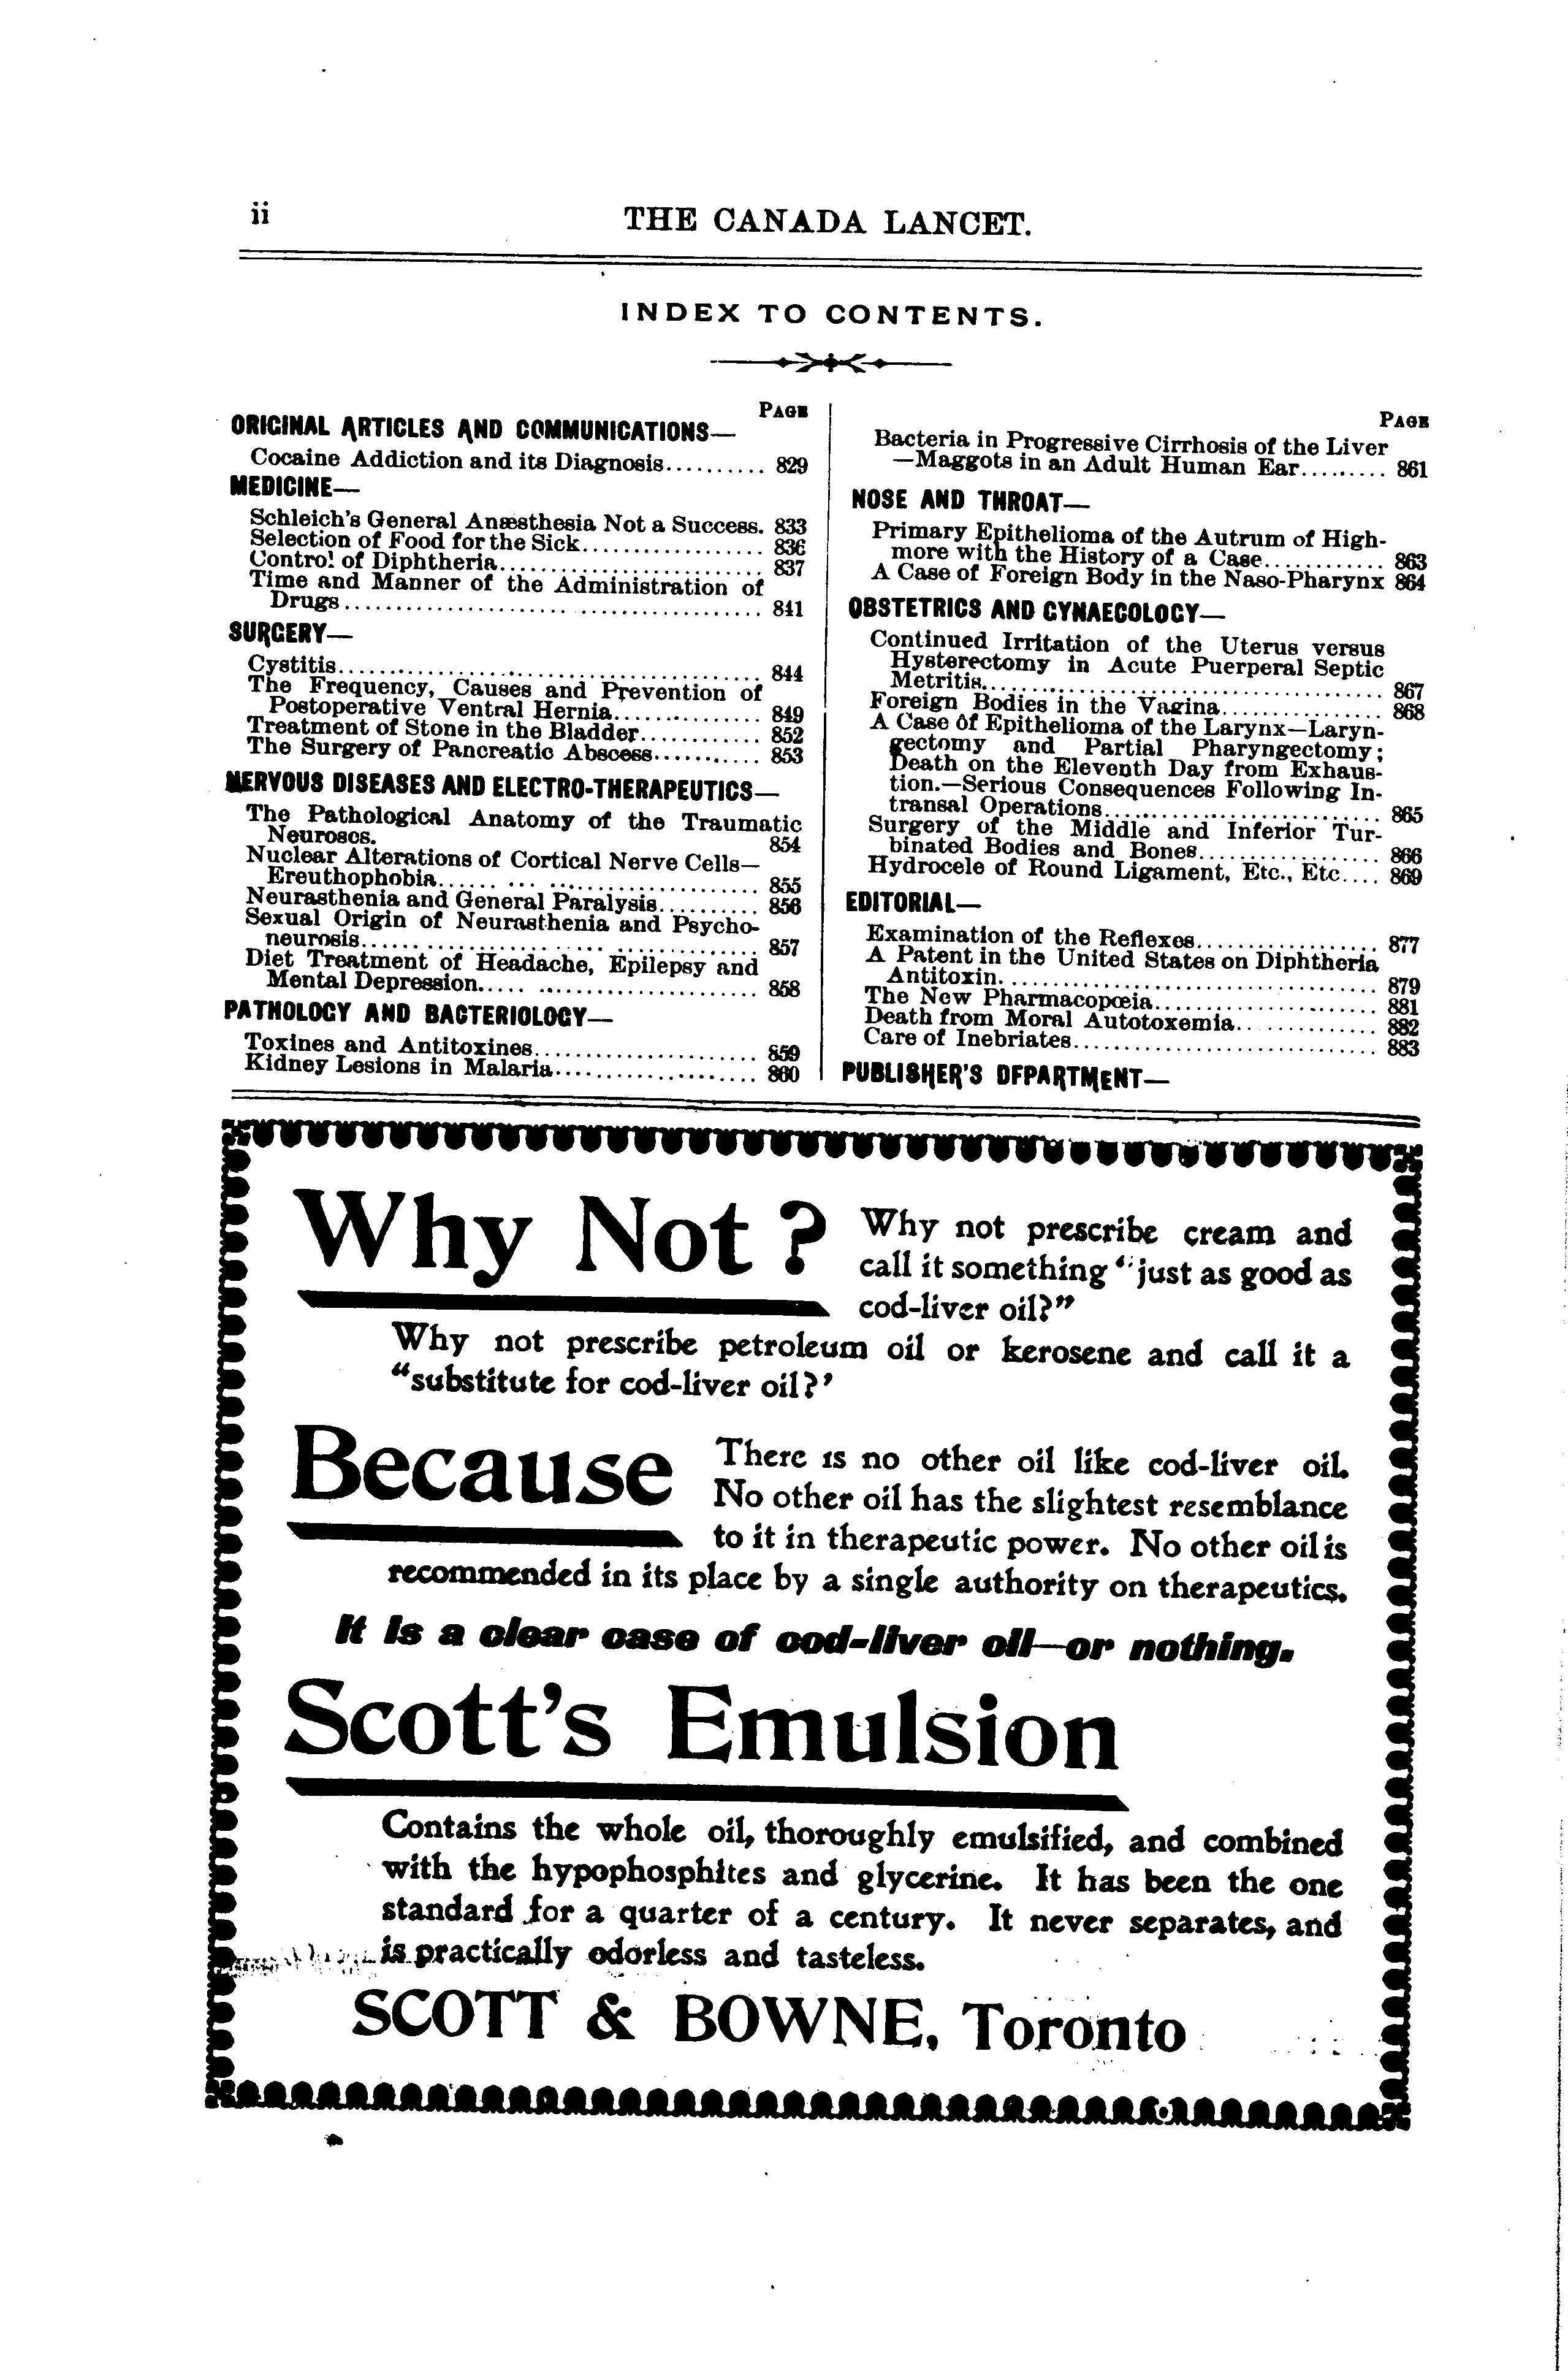 ii
THE CANADA LANCET.
INDEX TO CONTENTS.
PAGE
ORIGINAL ARTICLES AND COMMUNICATIONS—
Cocaine Addiction and its Diagnosis.......... 829
MEDICINE—
Schleich's General Anæsthesia Not a Success. 833
Selection of Food for the Sick.................. 836
Control of Diphtheria.......................... 837
Time and Manner of the Administration of
Drugs.......................................... 841
SURGERY—
Cystitis.......................................... 844
The Frequency, Causes and Prevention of
Postoperative Ventral Hernia............... 849
Treatment of Stone in the Bladder............ 852
The Surgery of Pancreatic Abscess........... 853
NERVOUS DISEASES AND ELECTRO-THERAPEUTICS—
The Pathological Anatomy of the Traumatic
Neuroses. 854
Nuclear Alterations of Cortical Nerve Cells—
Ereuthophobia................................ 855
Neurasthenia and General Paralysis.......... 856
Sexual Origin of Neurasthenia and Psycho-
neurosis....................................... 857
Diet Treatment of Headache, Epilepsy and
Mental Depression........................... 858
PATHOLOGY AND BACTERIOLOGY—
Toxines and Antitoxines...................... 859
Kidney Lesions in Malaria.................... 860
PAGE
Bacteria in Progressive Cirrhosis of the Liver
—Maggots in an Adult Human Ear......... 861
NOSE AND THROAT—
Primary Epithelioma of the Autrum of High-
more with the History of a Case............ 863
A Case of Foreign Body in the Naso-Pharynx 864
OBSTETRICS AND GYNAECOLOGY—
Continued Irritation of the Uterus versus
Hysterectomy in Acute Puerperal Septic
Metritis....................................... 867
Foreign Bodies in the Vagina................ 868
A Case Of Epithelioma of the Larynx—Laryn-
gectomy and Partial Pharyngectomy;
Death on the Eleventh Day from Exhaus-
tion.—Serious Consequences Following In-
transal Operations........................... 865
Surgery of the Middle and Inferior Tur-
binated Bodies and Bones.................. 866
Hydrocele of Round Ligament, Etc., Etc.... 869
EDITORIAL—
Examination of the Reflexes.................. 877
A Patent in the United States on Diphtheria
Antitoxin...................................... 879
The New Pharmacopœia...................... 881
Death from Moral Autotoxemia.............. 882
Care of Inebriates.............................. 883
PUBLISHER'S DFPARTMENT—
Why Not? Why not prescribe cream and
call it something "just as good as
cod-liver oil?"
Why not prescribe petroleum oil or kerosene and call it a
"substitute for cod-liver oil?'
Because There is no other oil like cod-liver oil.
No other oil has the slightest resemblance
to it in therapeutic power. No other oil is
recommended in its place by a single authority on therapeutics.
It is a clear case of cod-liver oil—or nothing.
Scott's Emulsion
Contains the whole oil, thoroughly emulsified, and combined
with the hypophosphites and glycerine. It has been the one
standard for a quarter of a century. It never separates, and
is practically odorless and tasteless.
SCOTT & BOWNE, Toronto